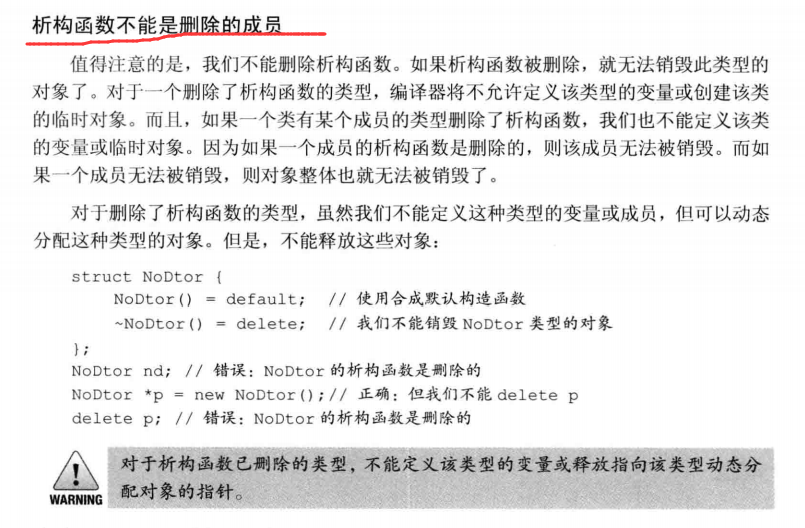 析构函数不能是删除的成员
值得注意的是，我们不能删除析构函数。如果析构函数被删除，就无法销毁此类型的
对象了。对于一个删除了析构函数的类型，编译器将不允许定义该类型的变量或创建该类
的临时对象。而且，如果一个类有某个成员的类型删除了析构函数，我们也不能定义该类
的变量或临时对象。因为如果一个成员的析构函数是删除的，则该成员无法被销毁。而如
果一个成员无法被销毁，则对象整体也就无法被销毁了。
对于删除了析构函数的类型，虽然我们不能定义这种类型的变量或成员，但可以动态
分配这种类型的对象。但是，不能释放这些对象：
struct NoDtor {
NoDtor() = default; // 使用合成默认构造函数
~NoDtor() = delete; // 我们不能销毁 NoDtor 类型的对象
};
NoDtor nd; // 错误：NoDtor 的析构函数是删除的
NoDtor *p = new NoDtor();// 正确：但我们不能 delete p
delete p; // 错误：NoDtor 的析构函数是删除的
对于析构函数已删除的类型，不能定义该类型的变量或释放指向该类型动态分
配对象的指针。
WARNING